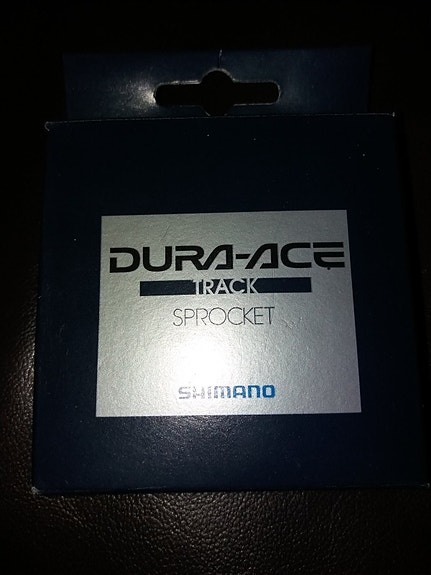 DURA-ACE
TRACK
SPROCKET
SHIMANO